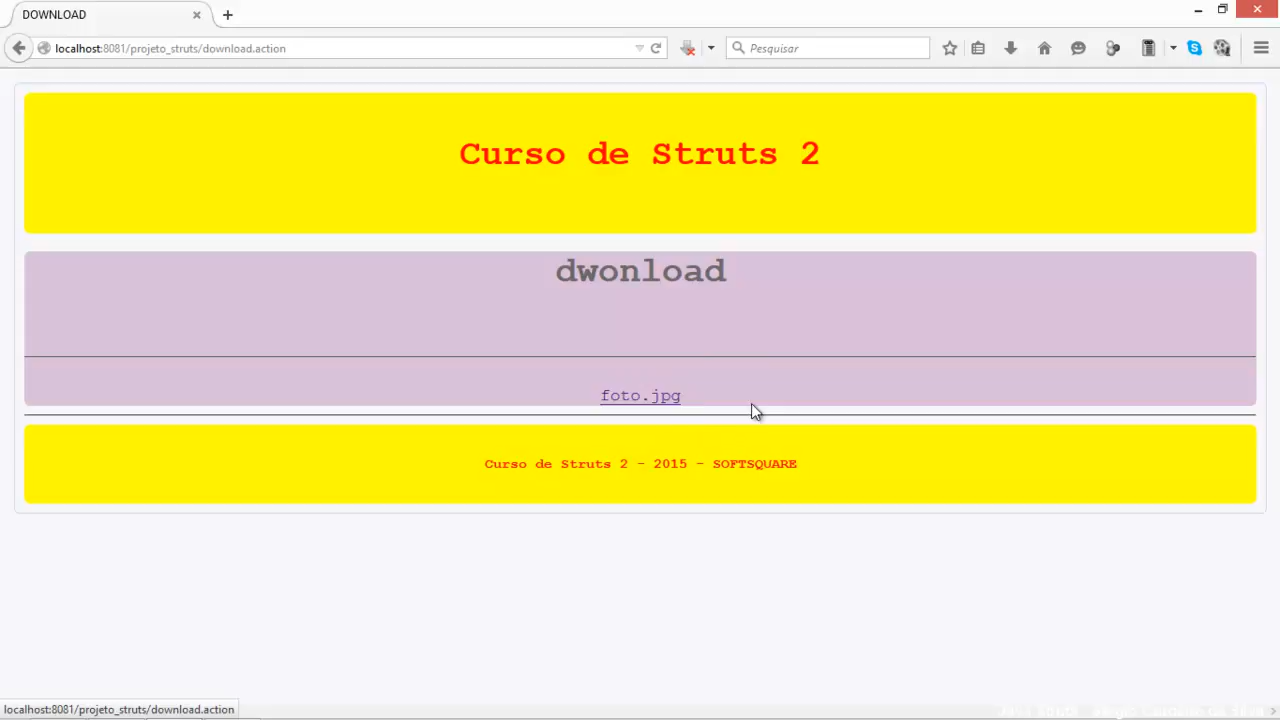 DOWNLOAD
localhost:8081/projeto_struts/download.action
Pesquisar
Curso de Struts 2
dwonload
foto.jpg
Curso de Struts 2 - 2015 - SOFTSQUARE
localhost:8081/projeto_struts/download.action